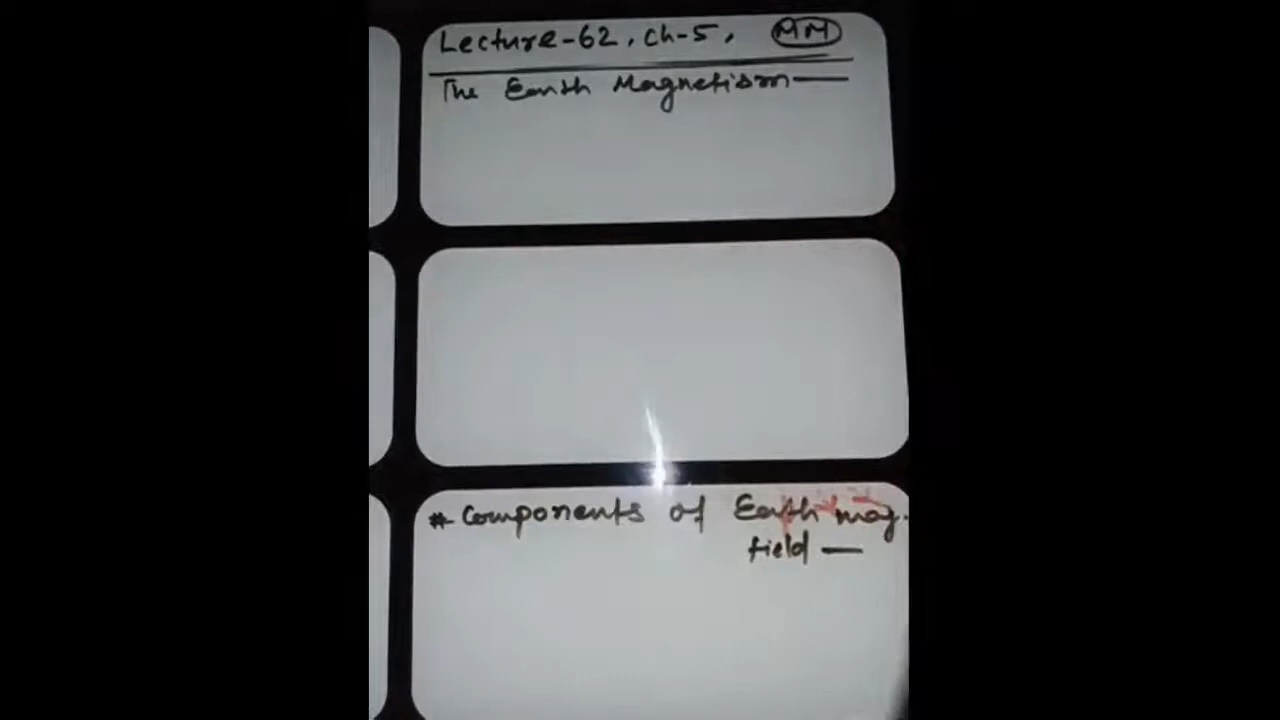 Lecture-62, Ch-5, MM
The Earth Magnetism —
# Components of Earth mag.
field —